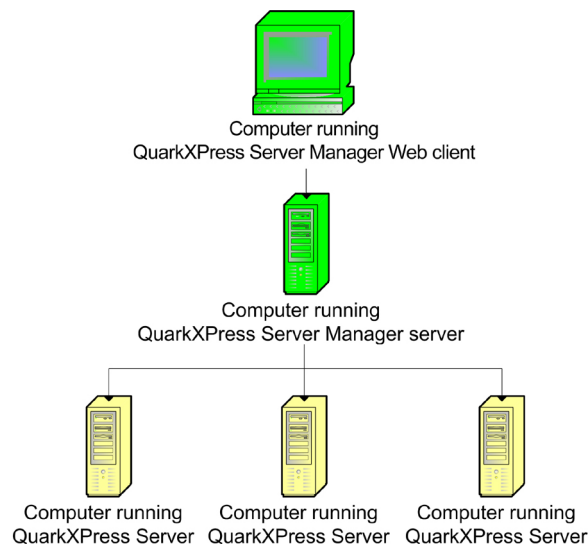 Computer running
QuarkXPress Server Manager Web client
Computer running
QuarkXPress Server Manager server
Computer running
QuarkXPress Server
Computer running
QuarkXPress Server
Computer running
QuarkXPress Server